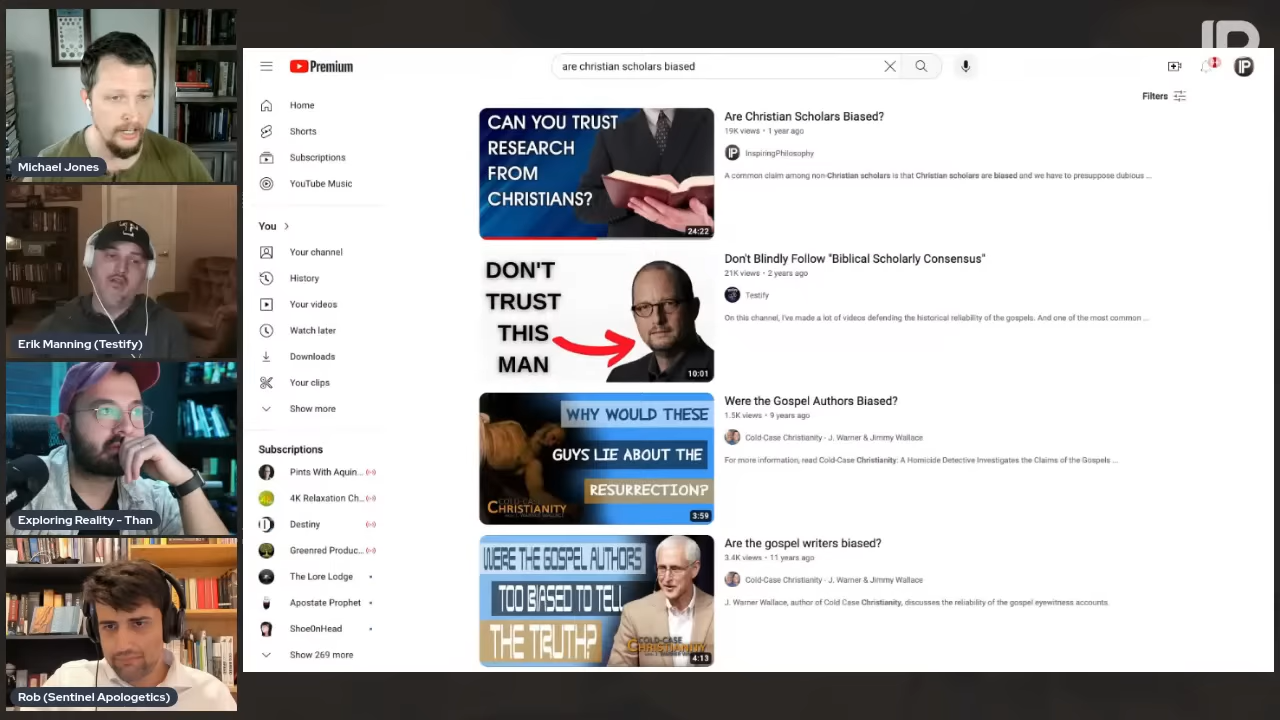 Michael Jones
Erik Manning (Testify)
Exploring Reality - Than
Rob (Sentinel Apologetics)
IP
Premium
are christian scholars biased
IP
Filters
Home
Shorts
Subscriptions
YouTube Music
You
Your channel
History
Your videos
Watch later
Downloads
Your clips
Show more
Subscriptions
Pints With Aquin...
4K Relaxation Ch...
Destiny
Greenred Produc...
The Lore Lodge
Apostate Prophet
Shoe0nHead
Show 269 more
CAN YOU TRUST
RESEARCH
FROM
CHRISTIANS?
24:22
Are Christian Scholars Biased?
19K views • 1 year ago
IP InspiringPhilosophy
A common claim among non-Christian scholars is that Christian scholars are biased and we have to presuppose dubious ...
DON'T
TRUST
THIS
MAN
10:01
Don't Blindly Follow "Biblical Scholarly Consensus"
21K views • 2 years ago
Testify
On this channel, I've made a lot of videos defending the historical reliability of the gospels. And one of the most common ...
WHY WOULD THESE
GUYS LIE ABOUT THE
RESURRECTION?
COLD-CASE
CHRISTIANITY
3:59
Were the Gospel Authors Biased?
1.5K views • 9 years ago
Cold-Case Christianity - J. Warner & Jimmy Wallace
For more information, read Cold-Case Christianity: A Homicide Detective Investigates the Claims of the Gospels ...
WERE THE GOSPEL AUTHORS
TOO BIASED TO TELL
THE TRUTH?
COLD-CASE
CHRISTIANITY
4:13
Are the gospel writers biased?
3.4K views • 11 years ago
Cold-Case Christianity - J. Warner & Jimmy Wallace
J. Warner Wallace, author of Cold Case Christianity, discusses the reliability of the gospel eyewitness accounts.